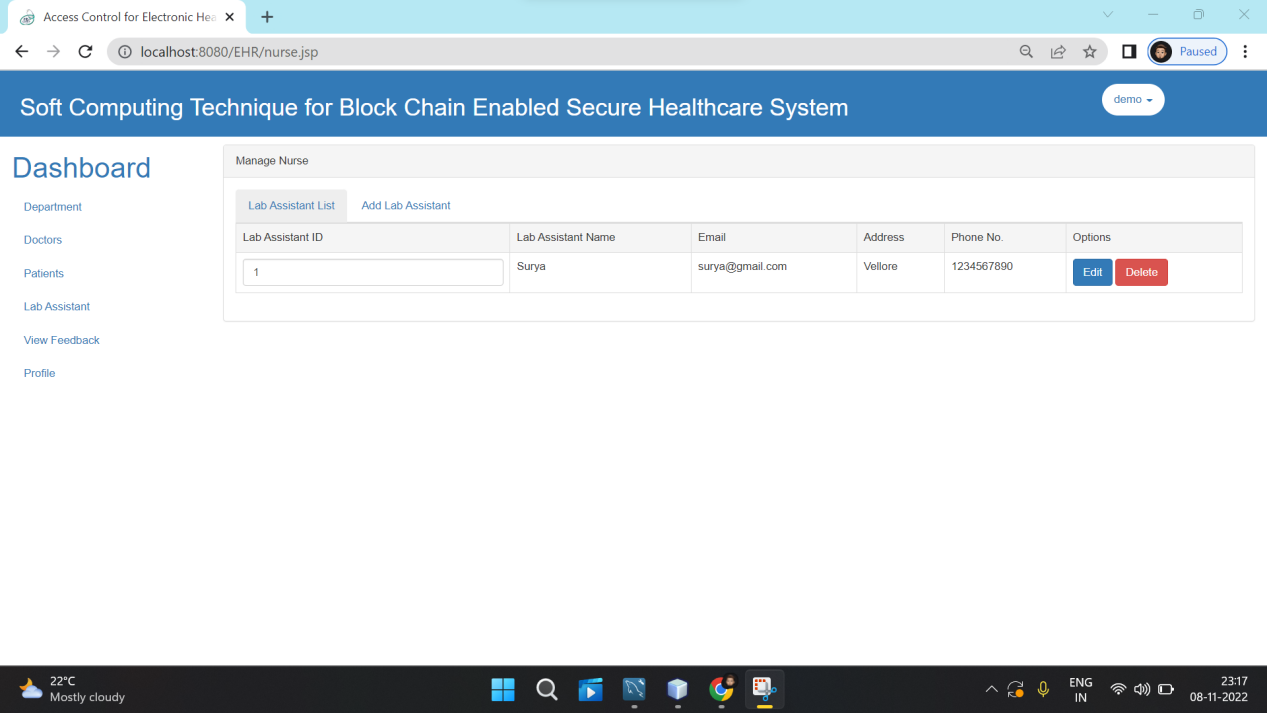 Access Control for Electronic Hea
localhost:8080/EHR/nurse.jsp
Paused
Soft Computing Technique for Block Chain Enabled Secure Healthcare System
demo
Dashboard
Department
Doctors
Patients
Lab Assistant
View Feedback
Profile
Manage Nurse
Lab Assistant List Add Lab Assistant
Lab Assistant ID Lab Assistant Name Email Address Phone No. Options
1 Surya surya@gmail.com Vellore 1234567890 Edit Delete
22°C
Mostly cloudy
ENG
IN
23:17
08-11-2022